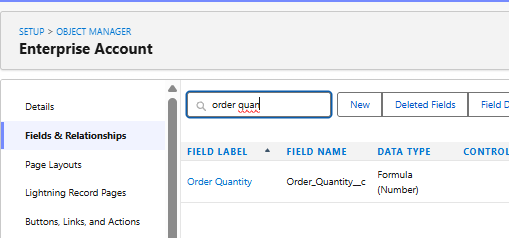 SETUP > OBJECT MANAGER
Enterprise Account
Details
Fields & Relationships
Page Layouts
Lightning Record Pages
Buttons, Links, and Actions
order quan
New
Deleted Fields
Field D
FIELD LABEL
FIELD NAME
DATA TYPE
CONTROL
Order Quantity
Order_Quantity__c
Formula
(Number)